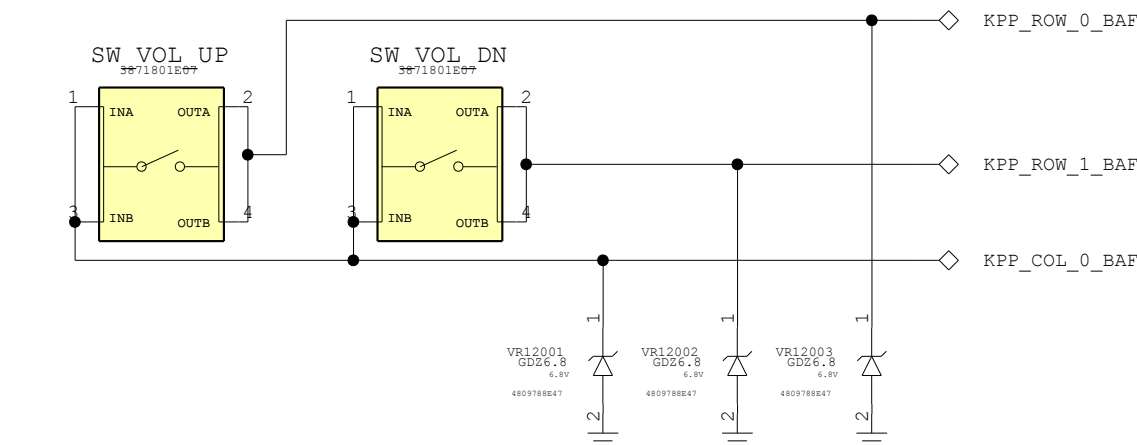 KPP_ROW_0_BAF
SW_VOL_UP
3871801E07
SW_VOL_DN
3871801E07
1
2
1
2
INA
OUTA
INA
OUTA
KPP_ROW_1_BAF
3
INB
OUTB
4
3
INB
OUTB
4
KPP_COL_0_BAF
1
1
1
VR12001
GDZ6.8
6.8V
4809788E47
VR12002
GDZ6.8
6.8V
4809788E47
VR12003
GDZ6.8
6.8V
4809788E47
2
2
2